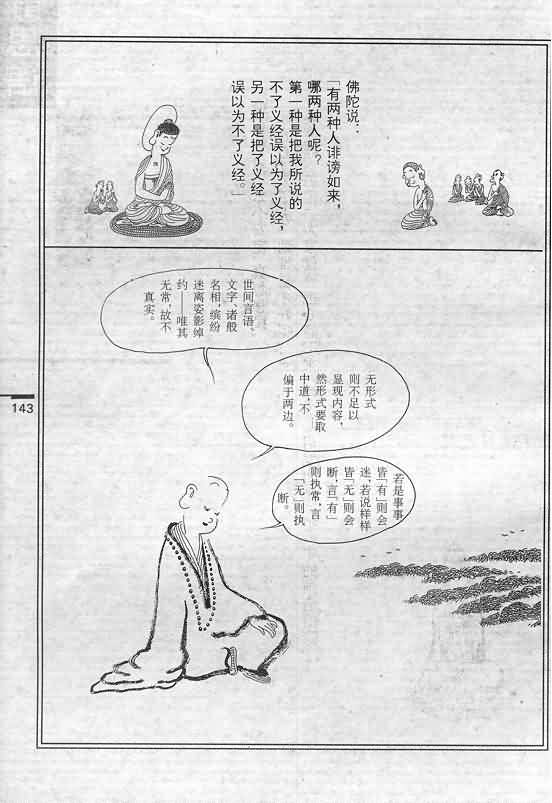 佛陀说：
「有两种人诽谤如来，
哪两种人呢？
第一种是把我所说的
不了义经误以为了义经，
另一种是把了义经
误以为不了义经。」
世间言语、
文字、诸般
名相，缤纷
迷离姿影绰
约——唯其
无常，故不
真实。
无形式
则不足以
显现内容，
然形式要取
中道，不
偏于两边。
若是事事
皆「有」则会
迷，若说样样
皆「无」则会
断，言「有」
则执常，言
「无」则执
断。
143